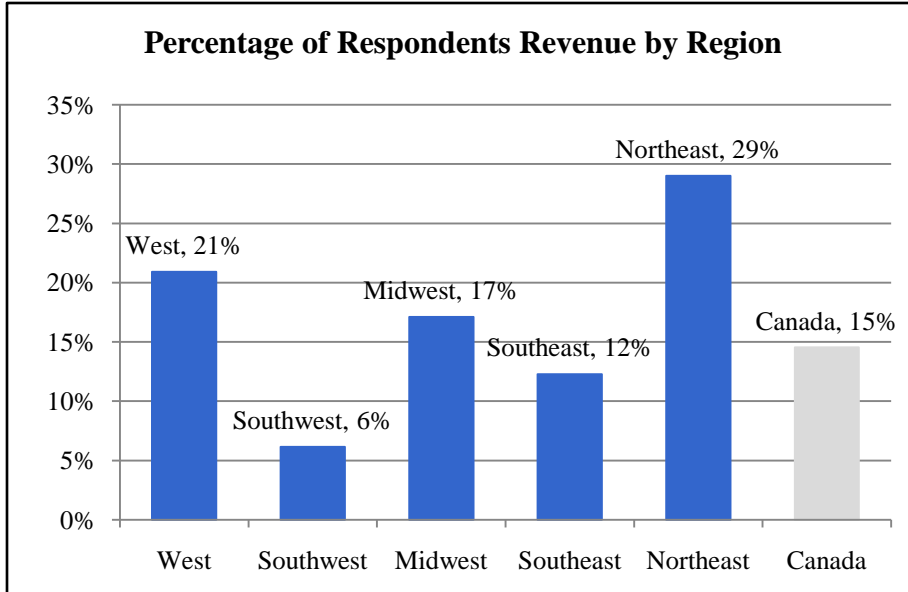 Percentage of Respondents Revenue by Region
35%
30%
25%
20%
15%
10%
5%
0%
West, 21%
Southwest, 6%
Midwest, 17%
Southeast, 12%
Northeast, 29%
Canada, 15%
West
Southwest
Midwest
Southeast
Northeast
Canada